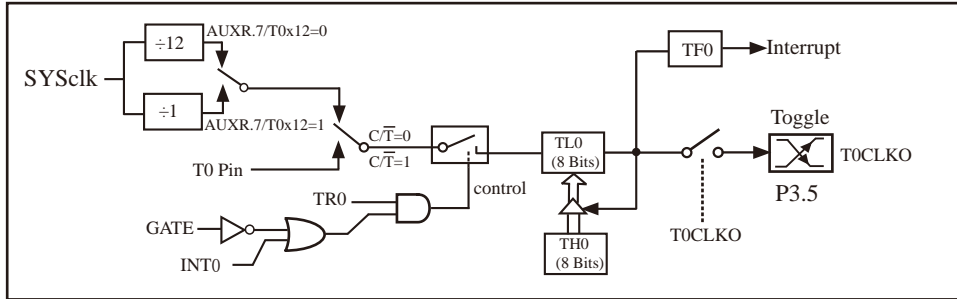 AUXR.7/T0x12=0
÷12
SYSclk
÷1
AUXR.7/T0x12=1
T0 Pin
C/T̅=0
C/T̅=1
control
TR0
GATE
INT0
TL0
(8 Bits)
TH0
(8 Bits)
TF0
Interrupt
Toggle
T0CLKO
P3.5
T0CLKO